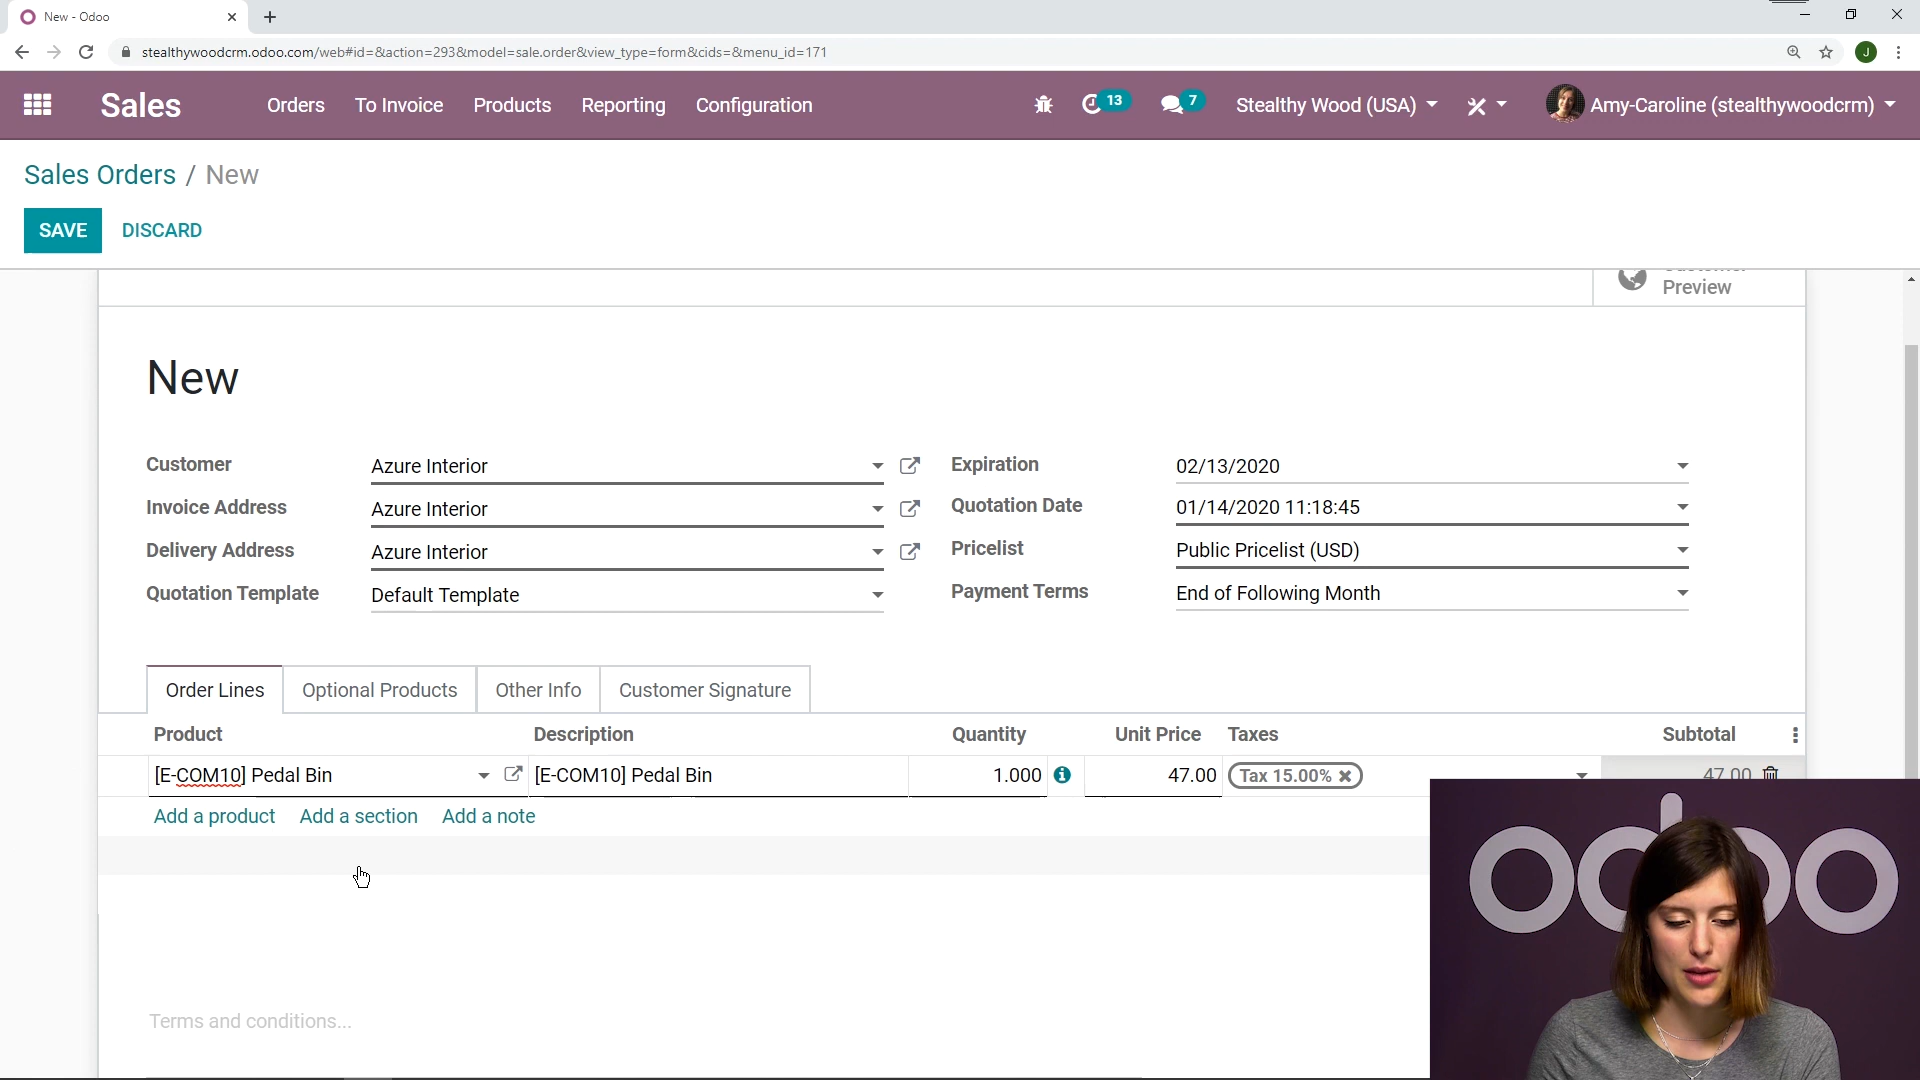 New - Odoo
stealthywoodcrm.odoo.com/web#id=&action=293&model=sale.order&view_type=form&cids=&menu_id=171
J
Sales Orders To Invoice Products Reporting Configuration 13 7 Stealthy Wood (USA) Amy-Caroline (stealthywoodcrm)
Sales Orders / New
SAVE DISCARD
Preview
New
Customer Azure Interior Expiration 02/13/2020
Invoice Address Azure Interior Quotation Date 01/14/2020 11:18:45
Delivery Address Azure Interior Pricelist Public Pricelist (USD)
Quotation Template Default Template Payment Terms End of Following Month
Order Lines Optional Products Other Info Customer Signature
Product Description Quantity Unit Price Taxes Subtotal
[E-COM10] Pedal Bin [E-COM10] Pedal Bin 1.000 47.00 Tax 15.00% 47.00
Add a product Add a section Add a note
odoo
Terms and conditions...